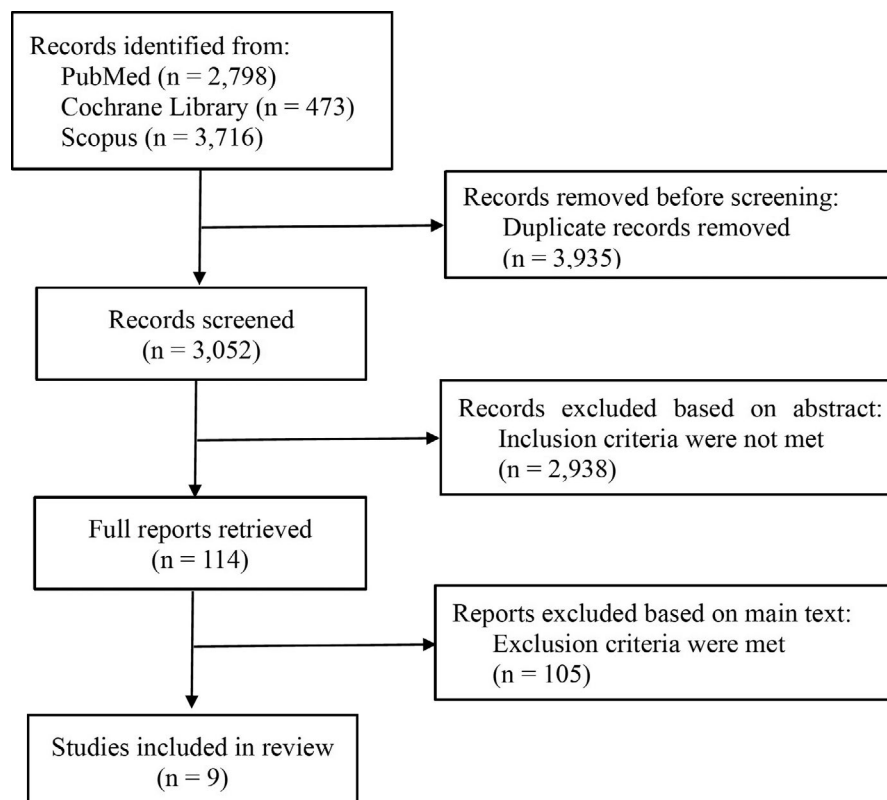 Records identified from:
PubMed (n = 2,798)
Cochrane Library (n = 473)
Scopus (n = 3,716)
Records removed before screening:
Duplicate records removed
(n = 3,935)
Records screened
(n = 3,052)
Records excluded based on abstract:
Inclusion criteria were not met
(n = 2,938)
Full reports retrieved
(n = 114)
Reports excluded based on main text:
Exclusion criteria were met
(n = 105)
Studies included in review
(n = 9)